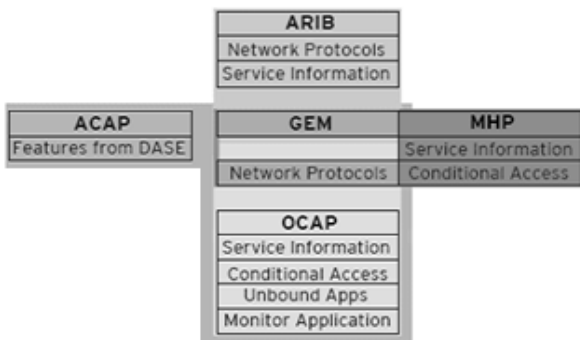 ARIB
Network Protocols
Service Information
ACAP
Features from DASE
GEM
Network Protocols
MHP
Service Information
Conditional Access
OCAP
Service Information
Conditional Access
Unbound Apps
Monitor Application